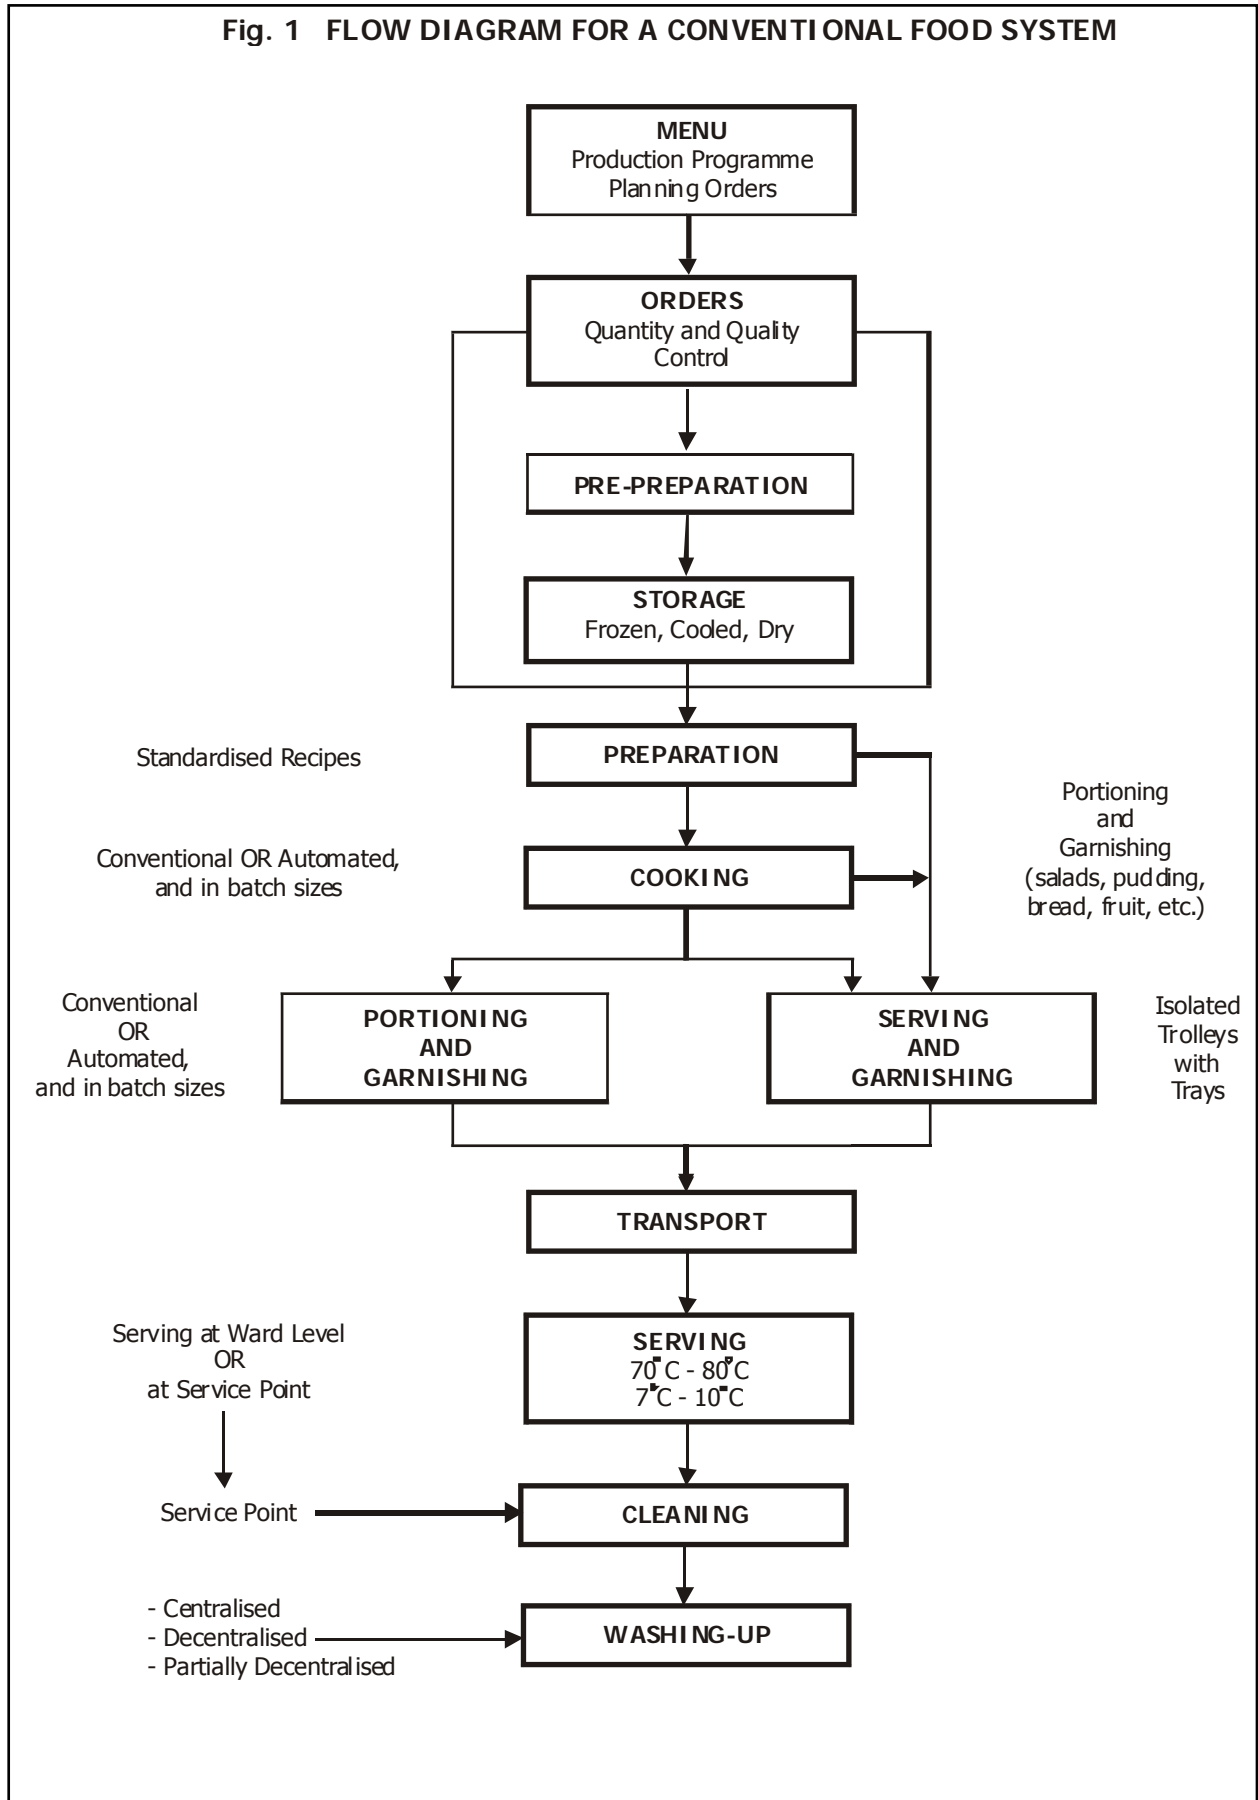 Fig. 1 FLOW DIAGRAM FOR A CONVENTIONAL FOOD SYSTEM
MENU
Production Programme
Planning Orders
ORDERS
Quantity and Quality
Control
PRE-PREPARATION
STORAGE
Frozen, Cooled, Dry
Standardised Recipes
PREPARATION
Portioning
and
Garnishing
(salads, pudding,
bread, fruit, etc.)
Conventional OR Automated,
and in batch sizes
COOKING
Conventional
OR
Automated,
and in batch sizes
PORTIONING
AND
GARNISHING
SERVING
AND
GARNISHING
Isolated
Trolleys
with
Trays
TRANSPORT
Serving at Ward Level
OR
at Service Point
SERVING
70°C - 80°C
7°C - 10°C
Service Point
CLEANING
- Centralised
- Decentralised
- Partially Decentralised
WASHING-UP